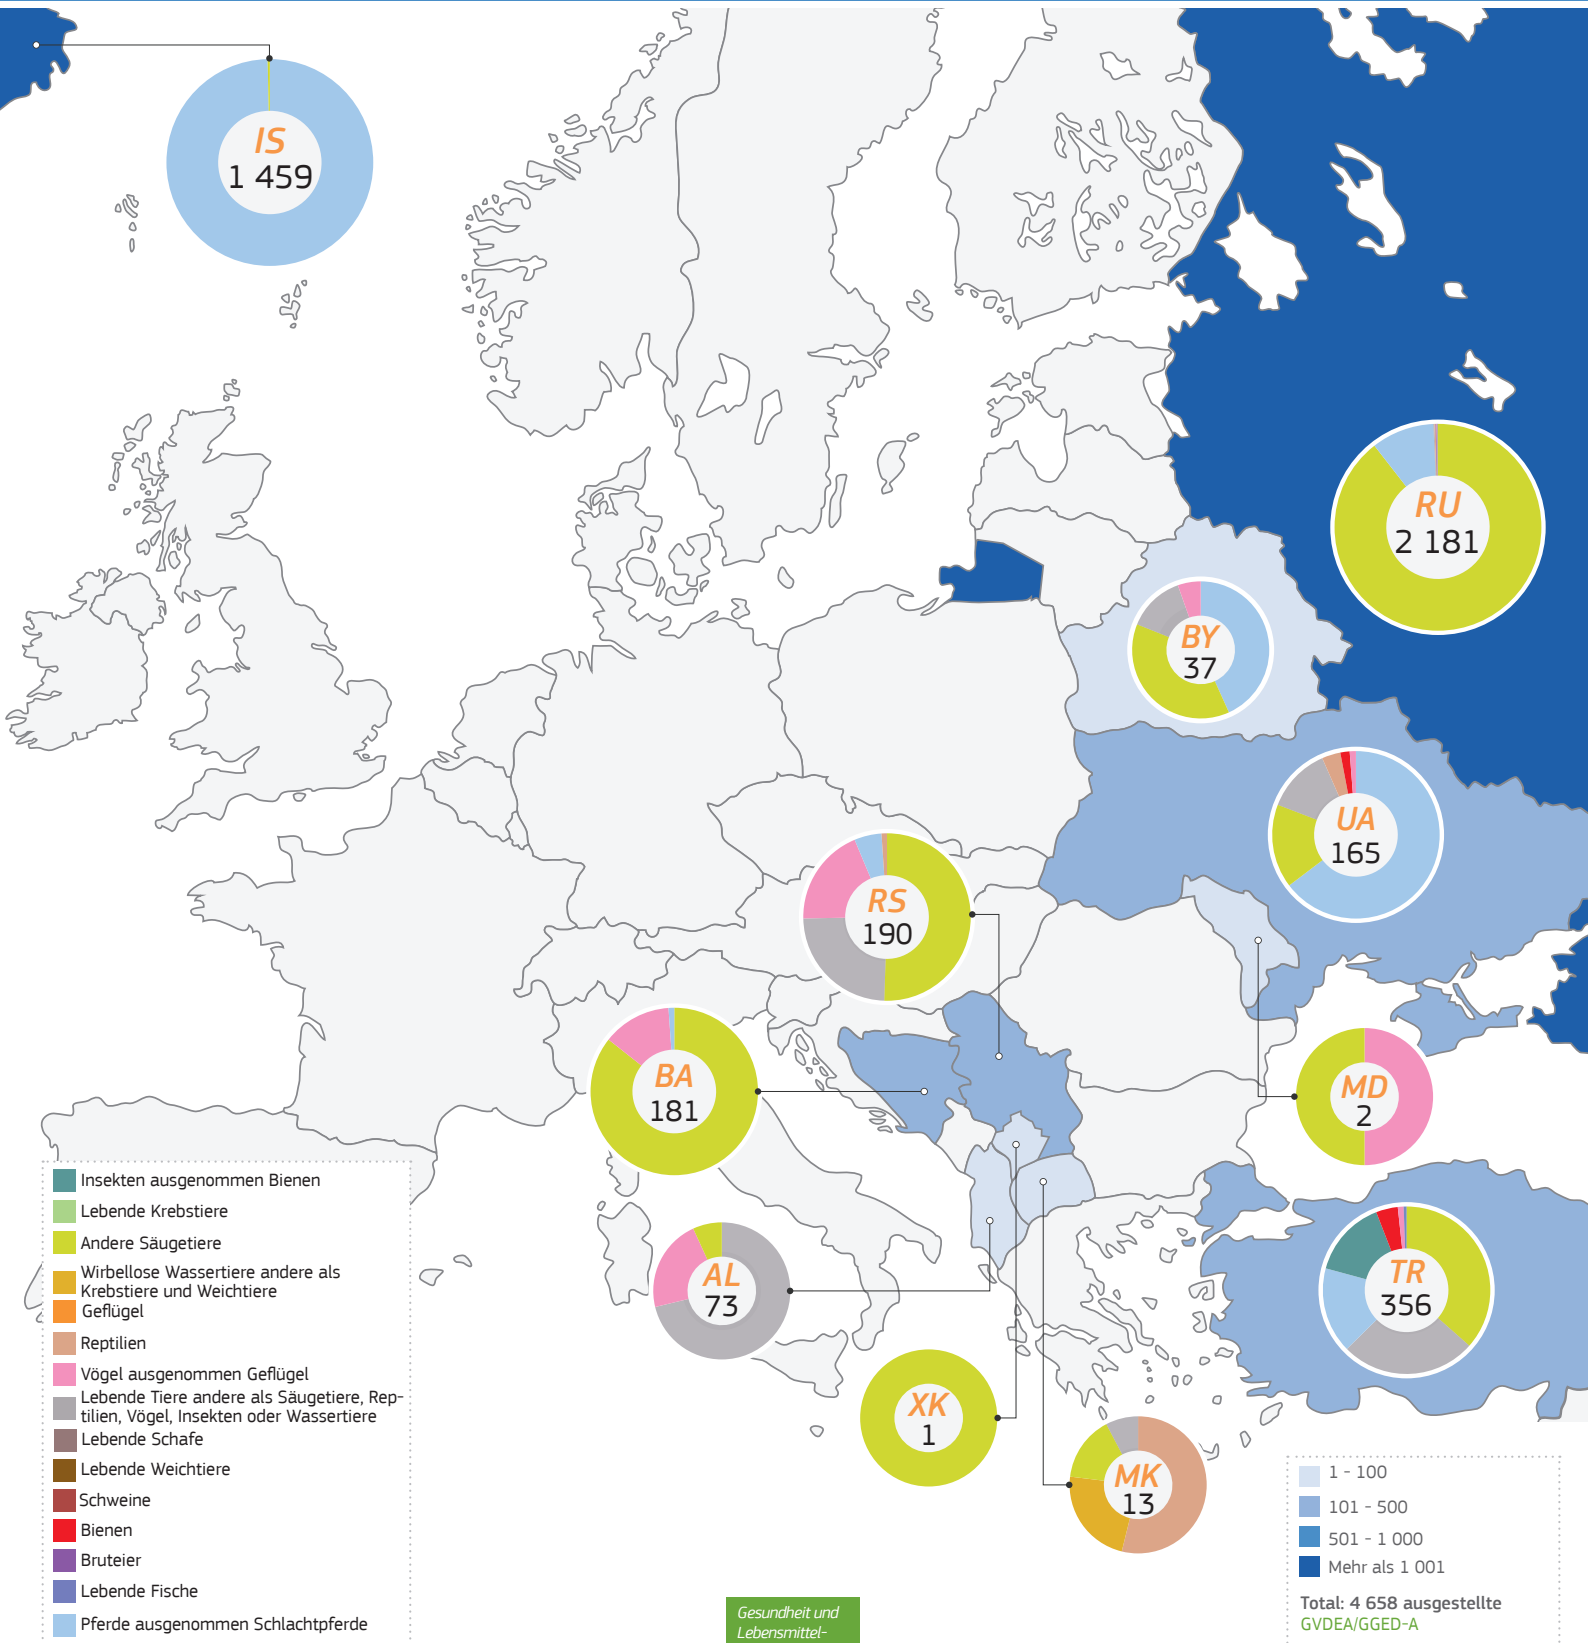 IS
1 459
RU
2 181
BY
37
UA
165
RS
190
BA
181
MD
2
AL
73
TR
356
XK
1
MK
13
Insekten ausgenommen Bienen
Lebende Krebstiere
Andere Säugetiere
Wirbellose Wassertiere andere als
Krebstiere und Weichtiere
Geflügel
Reptilien
Vögel ausgenommen Geflügel
Lebende Tiere andere als Säugetiere, Rep-
tilien, Vögel, Insekten oder Wassertiere
Lebende Schafe
Lebende Weichtiere
Schweine
Bienen
Bruteier
Lebende Fische
Pferde ausgenommen Schlachtpferde
1 - 100
101 - 500
501 - 1 000
Mehr als 1 001
Total: 4 658 ausgestellte
GVDEA/GGED-A
Gesundheit und
Lebensmittel-